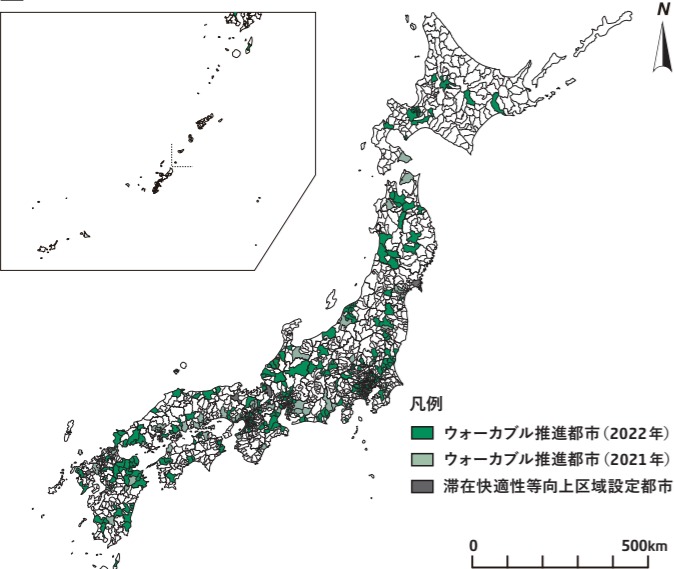 N
凡例
ウォーカブル推進都市（2022年）
ウォーカブル推進都市（2021年）
滞在快適性等向上区域設定都市
0 500km